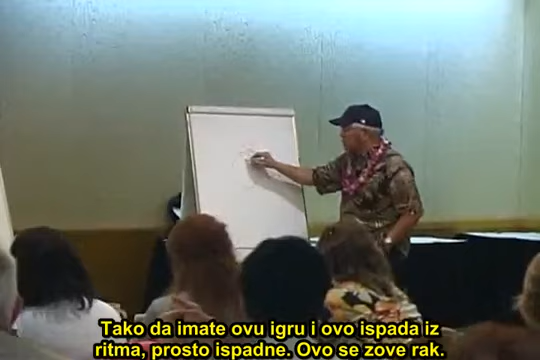 Tako da imate ovu igru i ovo ispada iz
ritma, prosto ispadne. Ovo se zove rak.